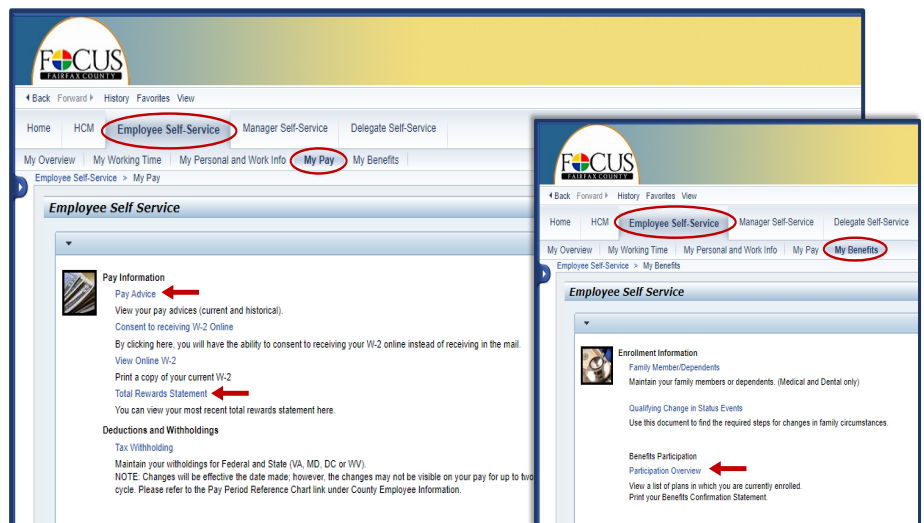 FOCUS
FAIRFAX COUNTY
Back Forward History Favorites View
Home HCM Employee Self-Service Manager Self-Service Delegate Self-Service
My Overview My Working Time My Personal and Work Info My Pay My Benefits
Employee Self-Service > My Pay
Employee Self Service
Pay Information
Pay Advice
View your pay advices (current and historical).
Consent to receiving W-2 Online
By clicking here, you will have the ability to consent to receiving your W-2 online instead of receiving in the mail.
View Online W-2
Print a copy of your current W-2
Total Rewards Statement
You can view your most recent total rewards statement here.
Deductions and Withholdings
Tax Withholding
Maintain your witholdings for Federal and State (VA, MD, DC or WV).
NOTE: Changes will be effective the date made; however, the changes may not be visible on your pay for up to two
cycle. Please refer to the Pay Period Reference Chart link under County Employee Information.
FOCUS
FAIRFAX COUNTY
Back Forward History Favorites View
Home HCM Employee Self-Service Manager Self-Service Delegate Self-Service
My Overview My Working Time My Personal and Work Info My Pay My Benefits
Employee Self-Service > My Benefits
Employee Self Service
Enrollment Information
Family Member/Dependents
Maintain your family members or dependents. (Medical and Dental only)
Qualifying Change in Status Events
Use this document to find the required steps for changes in family circumstances.
Benefits Participation
Participation Overview
View a list of plans in which you are currently enrolled.
Print your Benefits Confirmation Statement.